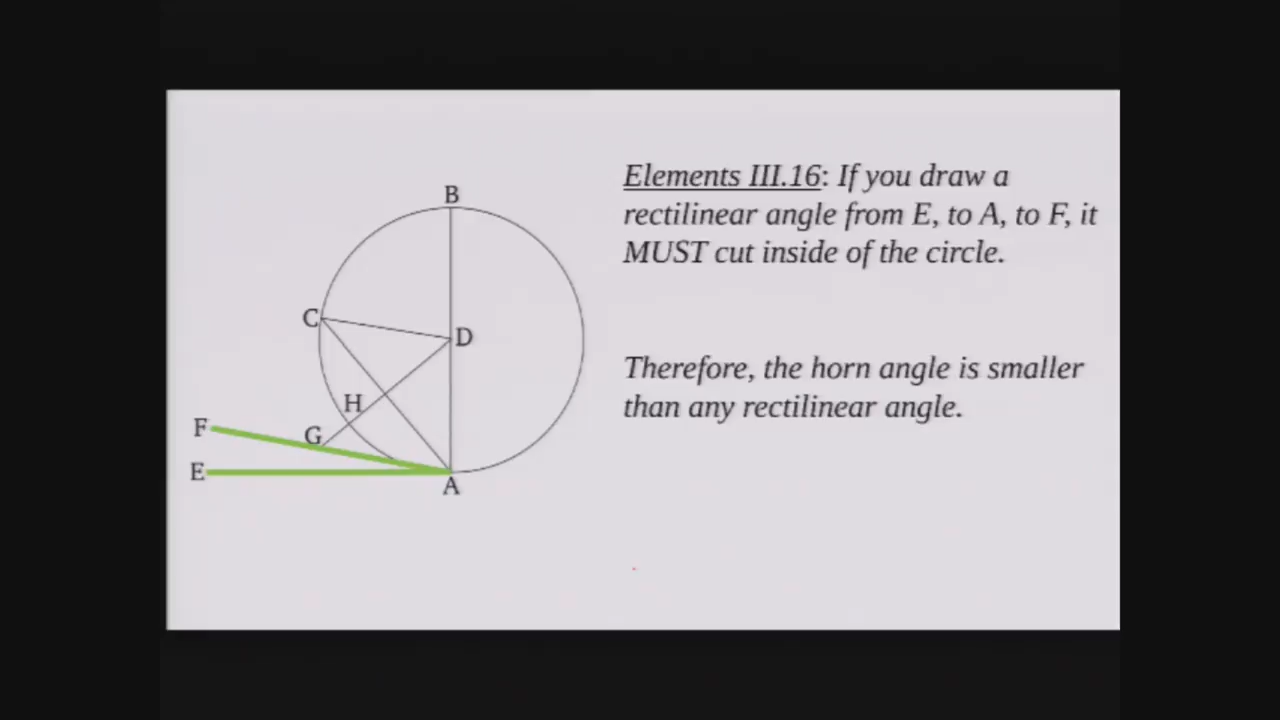 B
Elements III.16: If you draw a
rectilinear angle from E, to A, to F, it
MUST cut inside of the circle.
C
D
Therefore, the horn angle is smaller
than any rectilinear angle.
H
F
G
E
A